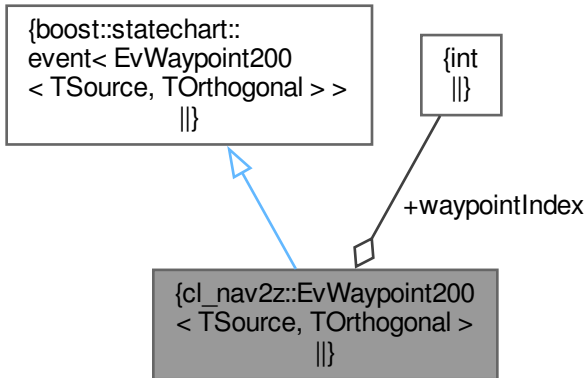 {boost::statechart::
event< EvWaypoint200
< TSource, TOrthogonal > >
||}
{int
||}
+waypointIndex
{cl_nav2z::EvWaypoint200
< TSource, TOrthogonal >
||}